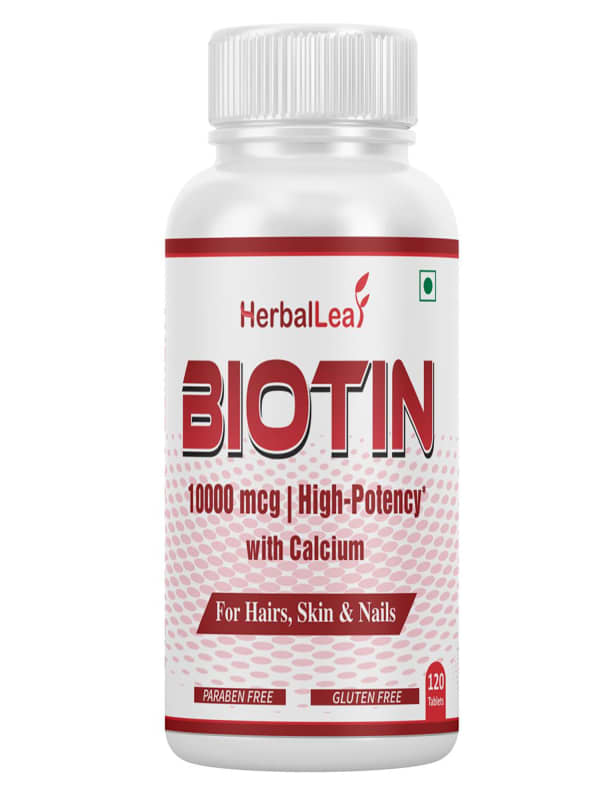 HerbalLeaf
BIOTIN
10000 mcg | High-Potency*
with Calcium
For Hairs, Skin & Nails
PARABEN FREE
GLUTEN FREE
120
Tablets